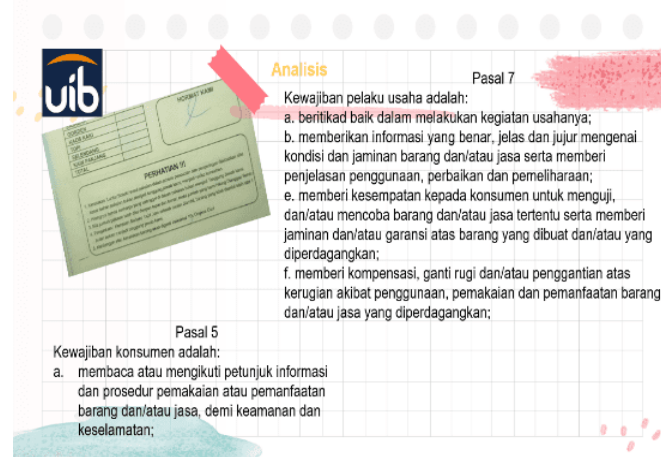 uib
Analisis
HORMAT KAMI
TOTAL
PERHATIAN !!!
Pasal 7
Kewajiban pelaku usaha adalah:
a. beritikad baik dalam melakukan kegiatan usahanya;
b. memberikan informasi yang benar, jelas dan jujur mengenai
kondisi dan jaminan barang dan/atau jasa serta memberi
penjelasan penggunaan, perbaikan dan pemeliharaan;
e. memberi kesempatan kepada konsumen untuk menguji,
dan/atau mencoba barang dan/atau jasa tertentu serta memberi
jaminan dan/atau garansi atas barang yang dibuat dan/atau yang
diperdagangkan;
f. memberi kompensasi, ganti rugi dan/atau penggantian atas
kerugian akibat penggunaan, pemakaian dan pemanfaatan barang
dan/atau jasa yang diperdagangkan;
Pasal 5
Kewajiban konsumen adalah:
a. membaca atau mengikuti petunjuk informasi
dan prosedur pemakaian atau pemanfaatan
barang dan/atau jasa, demi keamanan dan
keselamatan;